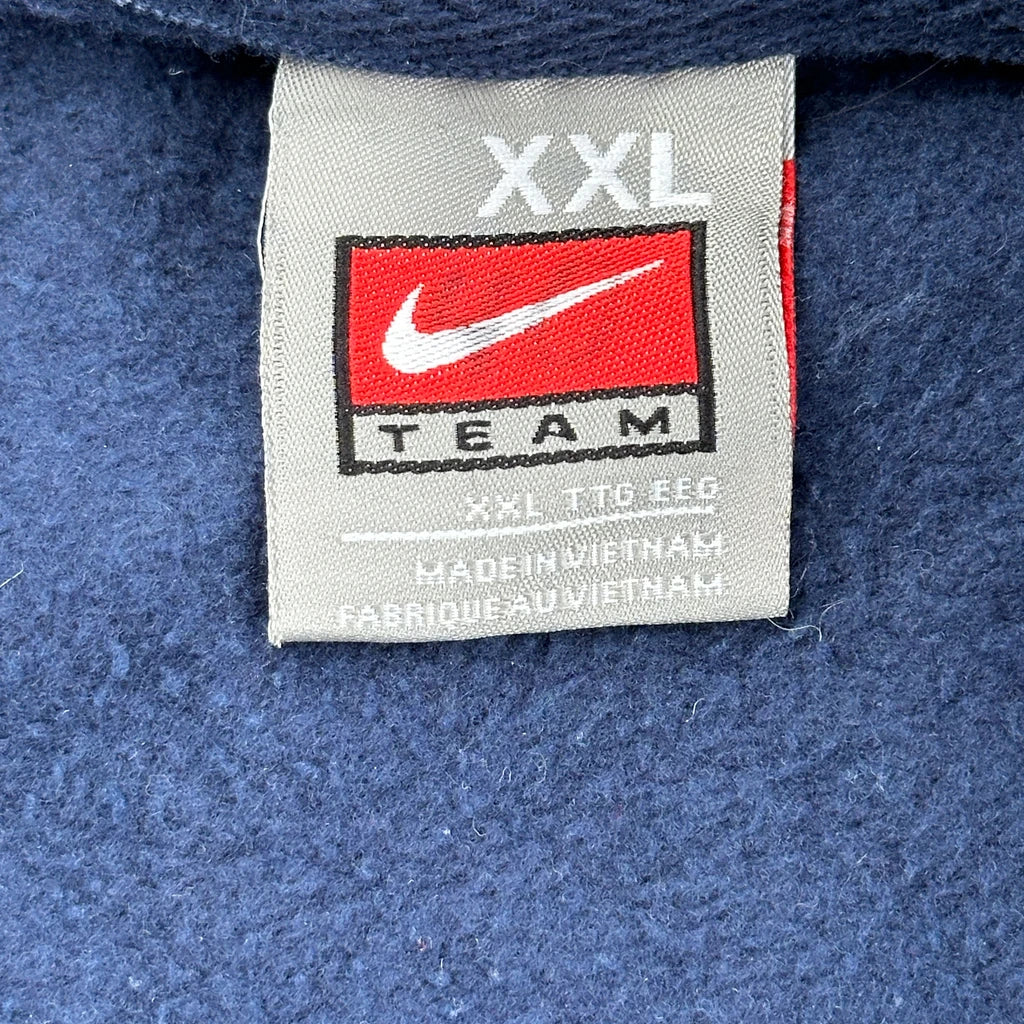 XXL
TEAM
XXL TTG EEG
MADE IN VIETNAM
FABRIQUE AU VIETNAM